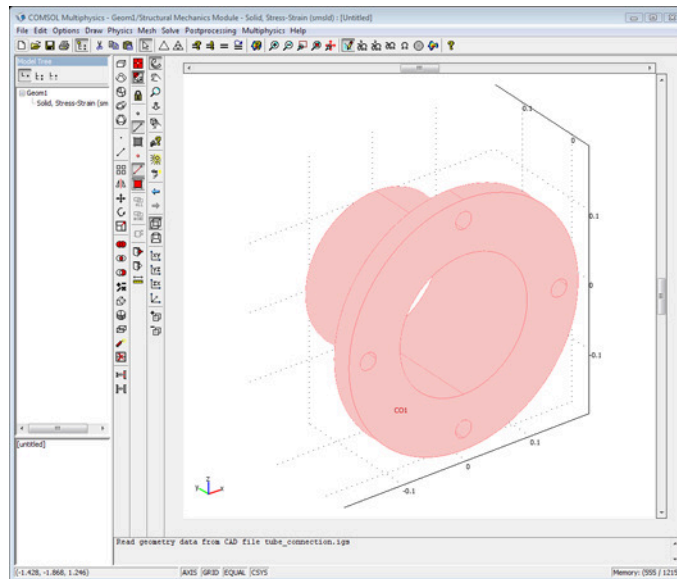 COMSOL Multiphysics - Geom1/Structural Mechanics Module - Solid, Stress-Strain (smsld) : [Untitled]
File Edit Options Draw Physics Mesh Solve Postprocessing Multiphysics Help
Model Tree
Geom1
Solid, Stress-Strain (sm
[untitled]
0.1
0
0.1
0
-0.1
0.1
0
-0.1
CO1
z
y
x
Read geometry data from CAD file tube_connection.igs
(-1.428, -1.868, 1.246)
AXIS GRID EQUAL CSYS
Memory: (555 / 1215